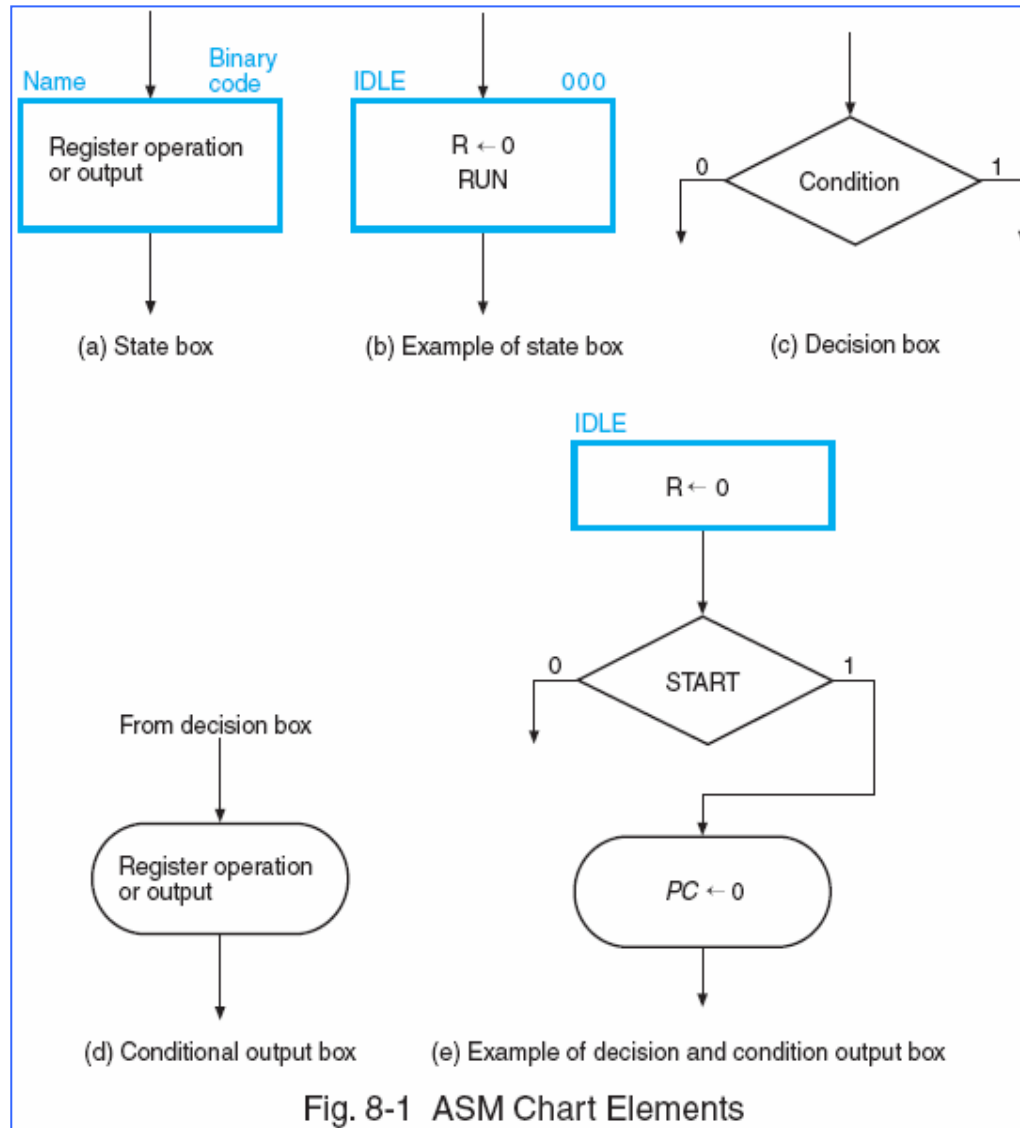 Name
Binary
code
Register operation
or output
(a) State box
IDLE
000
R ← 0
RUN
(b) Example of state box
0
1
Condition
(c) Decision box
From decision box
Register operation
or output
(d) Conditional output box
IDLE
R ← 0
0
1
START
PC ← 0
(e) Example of decision and condition output box
Fig. 8-1 ASM Chart Elements